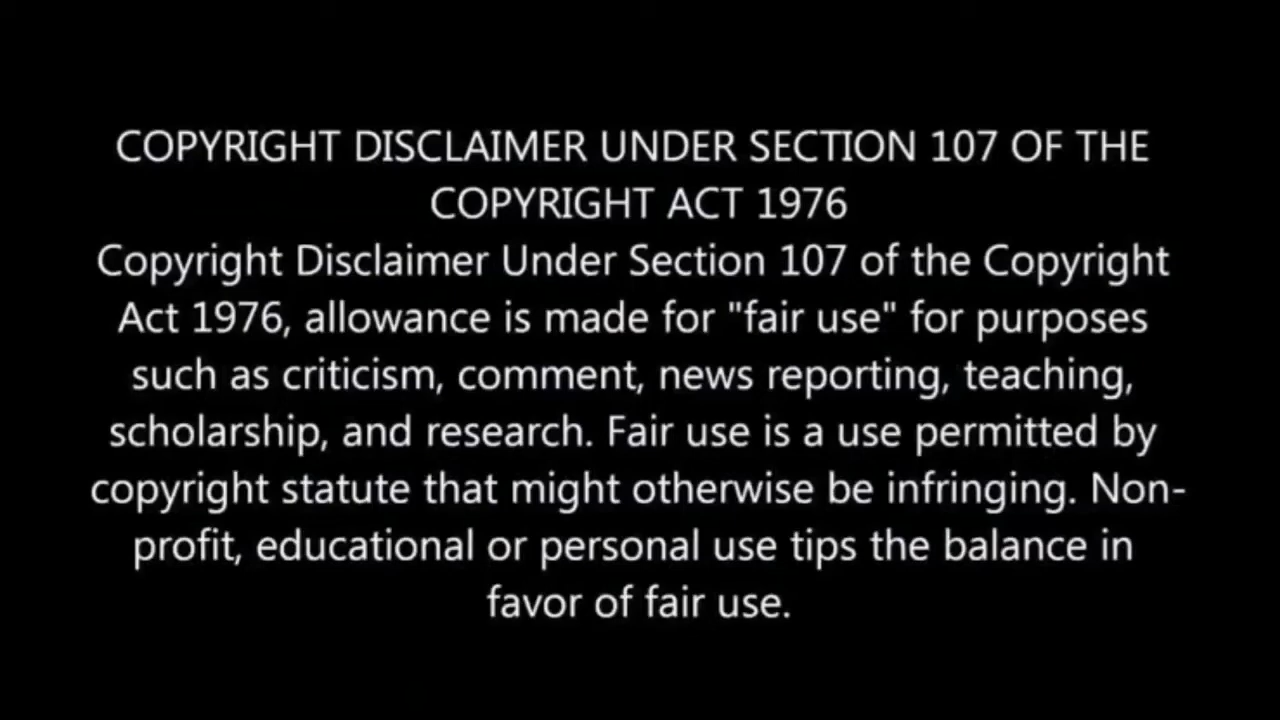 COPYRIGHT DISCLAIMER UNDER SECTION 107 OF THE
COPYRIGHT ACT 1976
Copyright Disclaimer Under Section 107 of the Copyright
Act 1976, allowance is made for "fair use" for purposes
such as criticism, comment, news reporting, teaching,
scholarship, and research. Fair use is a use permitted by
copyright statute that might otherwise be infringing. Non-
profit, educational or personal use tips the balance in
favor of fair use.